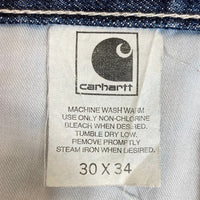 carhartt
MACHINE WASH WARM
USE ONLY NON-CHLORINE
BLEACH WHEN DESIRED.
TUMBLE DRY LOW.
REMOVE PROMPTLY
STEAM IRON WHEN DESIRED.
30 X 34